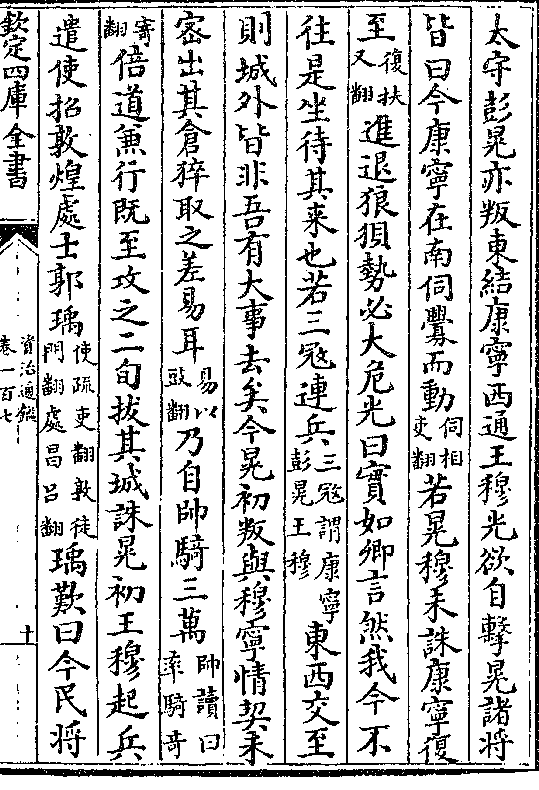 太守彭晃亦叛東結康寧西通王穆光欲自擊晃諸將
皆曰今康寧在南伺釁而動伺相吏翻若晃穆未誅康寧復
至復扶又翻進退狼狽勢必大危光曰實如卿言然我今不
往是坐待其来也若三冦連兵三冦謂康寧彭晃王穆東西交至
則城外皆非吾有大事去矣今晃初叛與穆寧情契未
密出其倉猝取之差易耳易以豉翻乃自帥騎三萬帥讀曰率騎奇
寄翻倍道兼行既至攻之二旬拔其城誅晃初王穆起兵
遣使招敦煌處士郭瑀使疏吏翻敦徒門翻處昌吕翻瑀歎曰今民將
欽定四庫全書
資治通鑑
卷一百七
十